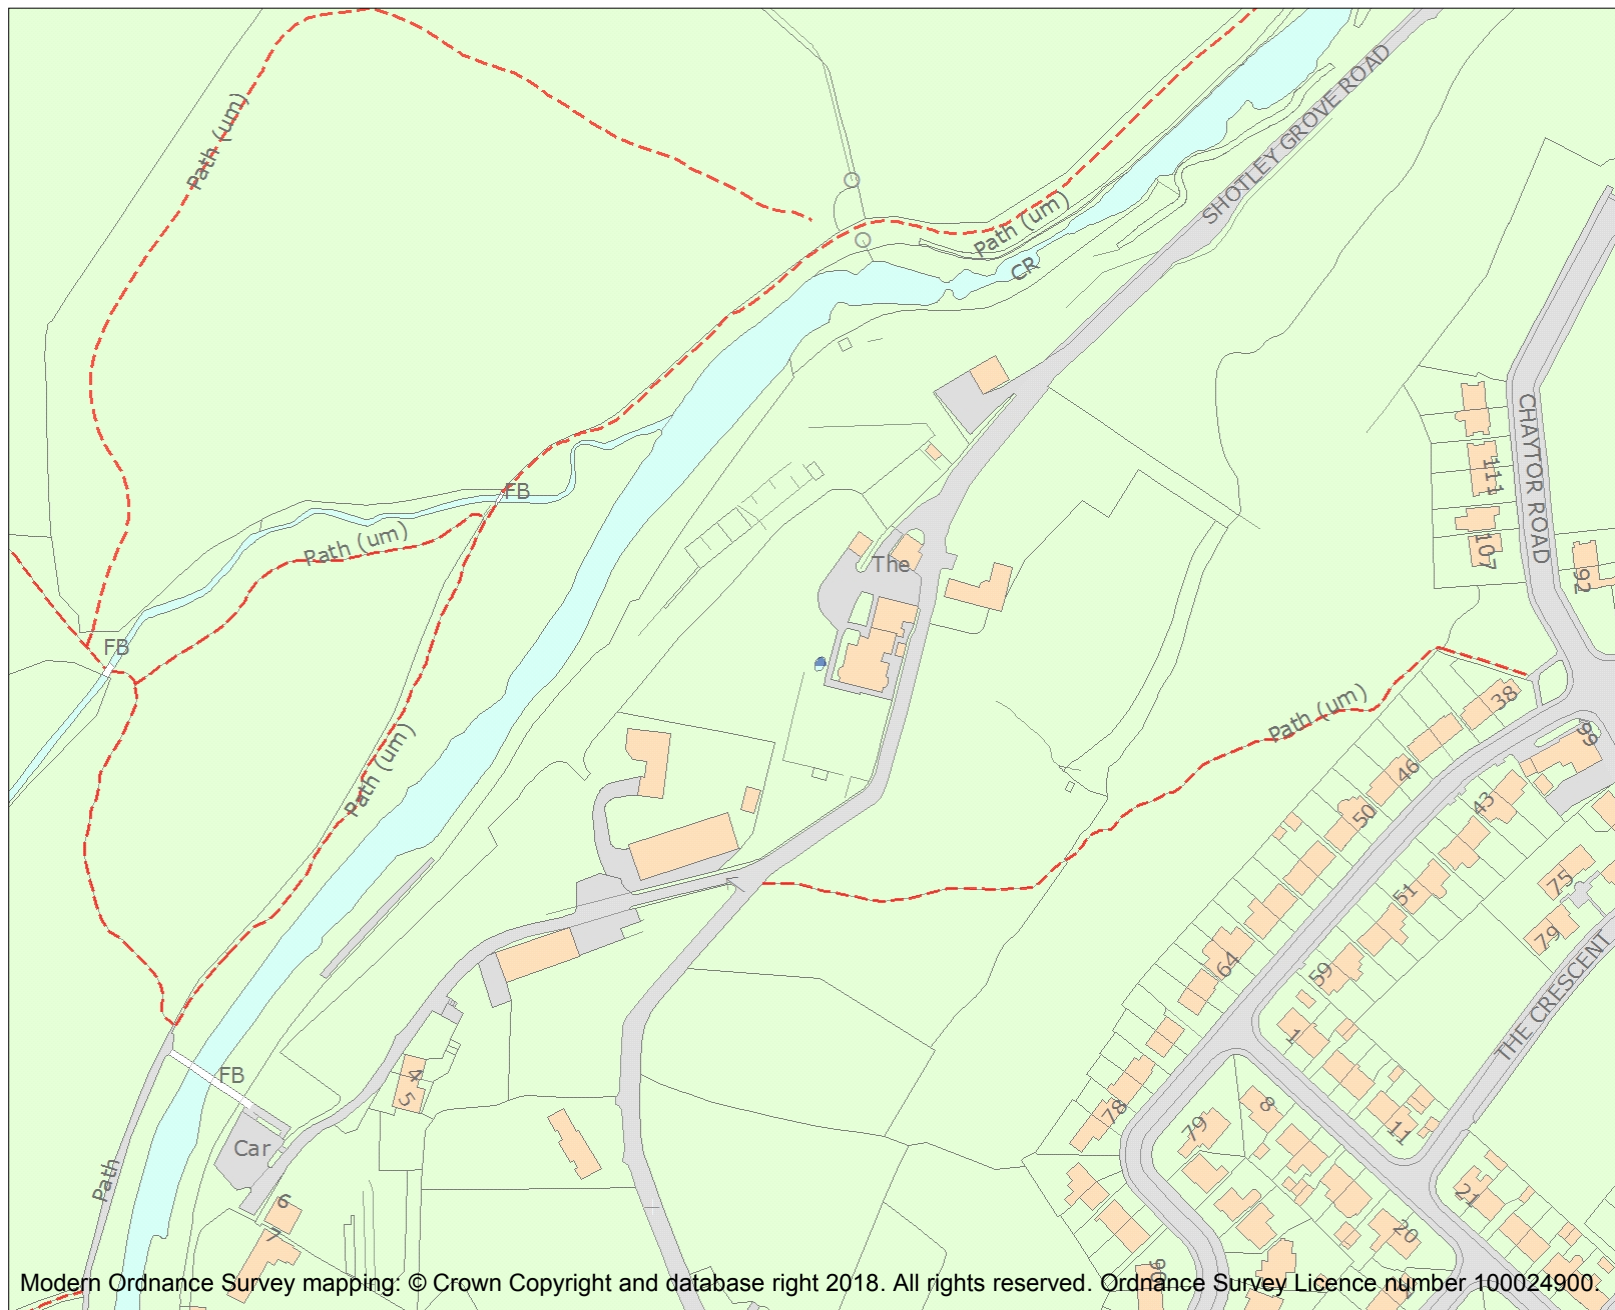 Path (um)
SHOTLEY GROVE ROAD
Path (um)
CR
CHAYTOR ROAD
111
107
92
FB
Path (um)
The
FB
Path (um)
Path (um)
38
99
46
43
50
75
51
79
64
59
THE CRESCENT
1
FB
4
5
78
8
79
11
Car
Path
6
7
21
20
90
Modern Ordnance Survey mapping: © Crown Copyright and database right 2018. All rights reserved. Ordnance Survey Licence number 100024900.